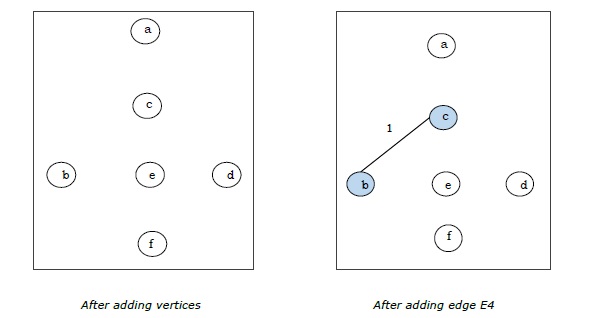 a
c
b e d
f
After adding vertices
a
c
1
b e d
f
After adding edge E4